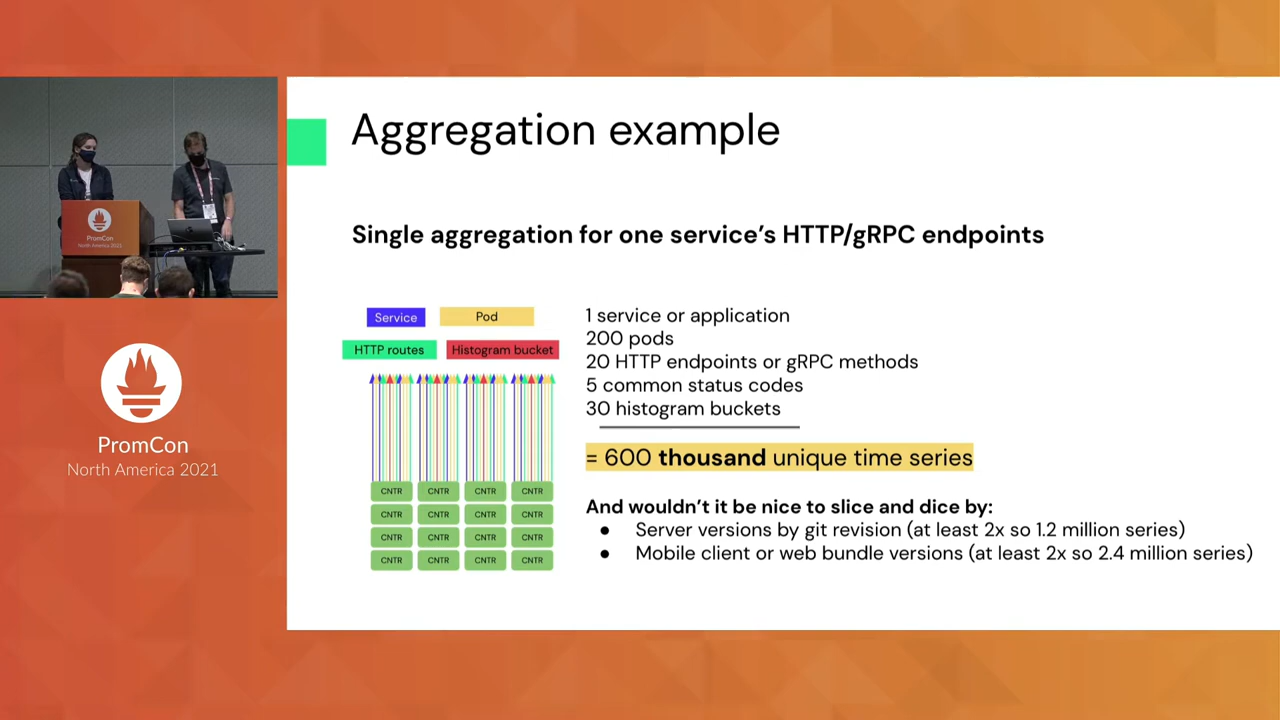 Aggregation example
Single aggregation for one service's HTTP/gRPC endpoints
Service
Pod
HTTP routes
Histogram bucket
CNTR CNTR CNTR CNTR
CNTR CNTR CNTR CNTR
CNTR CNTR CNTR CNTR
CNTR CNTR CNTR CNTR
1 service or application
200 pods
20 HTTP endpoints or gRPC methods
5 common status codes
30 histogram buckets
= 600 thousand unique time series
And wouldn't it be nice to slice and dice by:
● Server versions by git revision (at least 2x so 1.2 million series)
● Mobile client or web bundle versions (at least 2x so 2.4 million series)
PromCon
North America 2021
PromCon
North America 2021